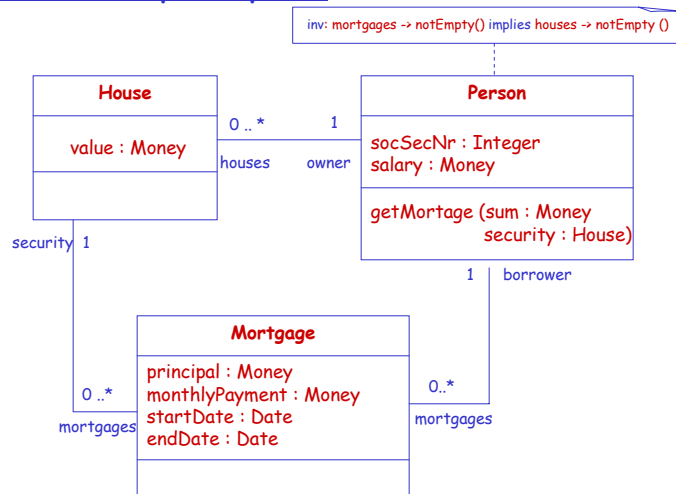 inv: mortgages -> notEmpty() implies houses -> notEmpty ()
House
Person
value : Money
0 .. *
1
houses
owner
socSecNr : Integer
salary : Money
getMortage (sum : Money
security : House)
security 1
1 borrower
Mortgage
principal : Money
monthlyPayment : Money
startDate : Date
endDate : Date
0 ..*
mortgages
0..*
mortgages